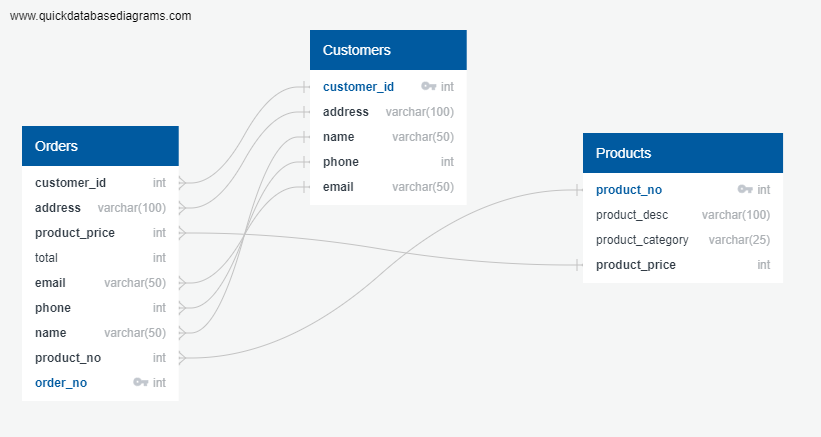 www.quickdatabasediagrams.com
Customers
customer_id int
address varchar(100)
name varchar(50)
phone int
email varchar(50)
Orders
customer_id int
address varchar(100)
product_price int
total int
email varchar(50)
phone int
name varchar(50)
product_no int
order_no int
Products
product_no int
product_desc varchar(100)
product_category varchar(25)
product_price int